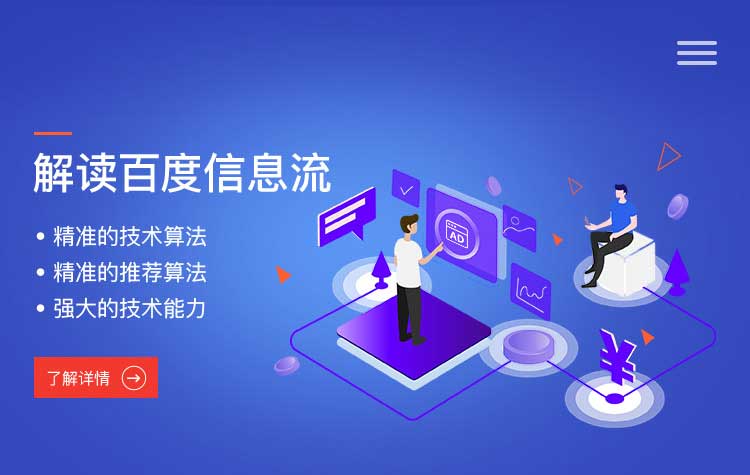 解读百度信息流
• 精准的技术算法
• 精准的推荐算法
• 强大的技术能力
了解详情
AD
¥